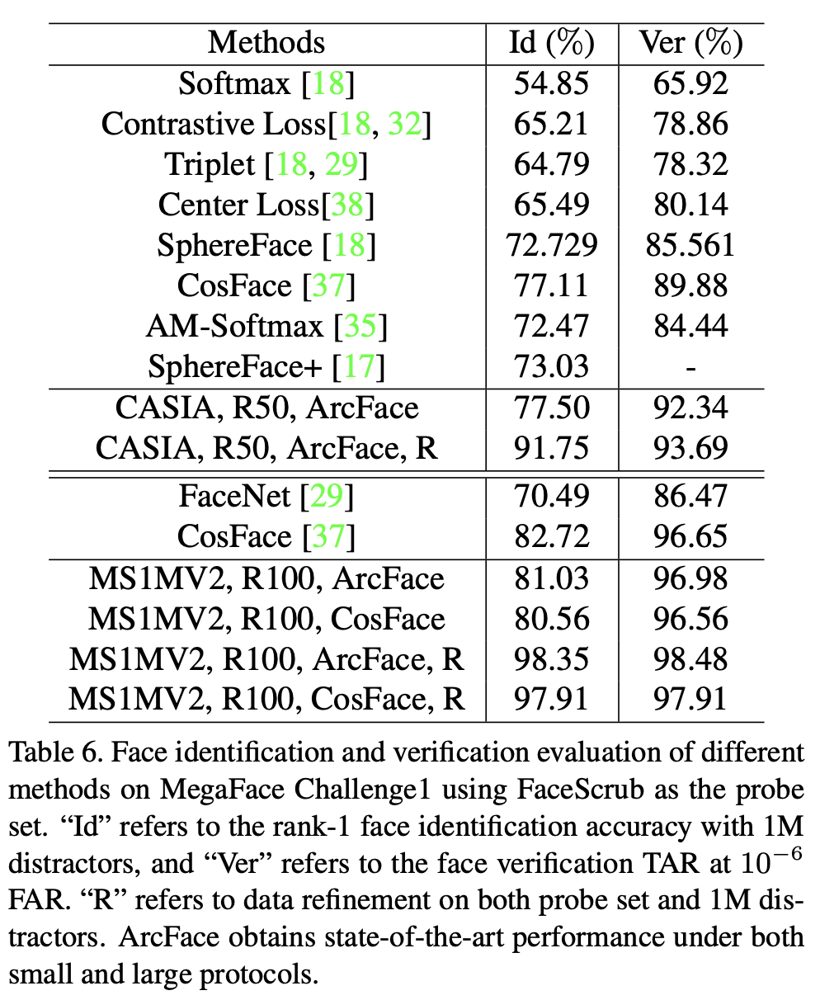 Methods Id (%) Ver (%)
Softmax [18] 54.85 65.92
Contrastive Loss[18, 32] 65.21 78.86
Triplet [18, 29] 64.79 78.32
Center Loss[38] 65.49 80.14
SphereFace [18] 72.729 85.561
CosFace [37] 77.11 89.88
AM-Softmax [35] 72.47 84.44
SphereFace+ [17] 73.03 -
CASIA, R50, ArcFace 77.50 92.34
CASIA, R50, ArcFace, R 91.75 93.69
FaceNet [29] 70.49 86.47
CosFace [37] 82.72 96.65
MS1MV2, R100, ArcFace 81.03 96.98
MS1MV2, R100, CosFace 80.56 96.56
MS1MV2, R100, ArcFace, R 98.35 98.48
MS1MV2, R100, CosFace, R 97.91 97.91
Table 6. Face identification and verification evaluation of different
methods on MegaFace Challenge1 using FaceScrub as the probe
set. “Id” refers to the rank-1 face identification accuracy with 1M
distractors, and “Ver” refers to the face verification TAR at 10⁻⁶
FAR. “R” refers to data refinement on both probe set and 1M dis-
tractors. ArcFace obtains state-of-the-art performance under both
small and large protocols.